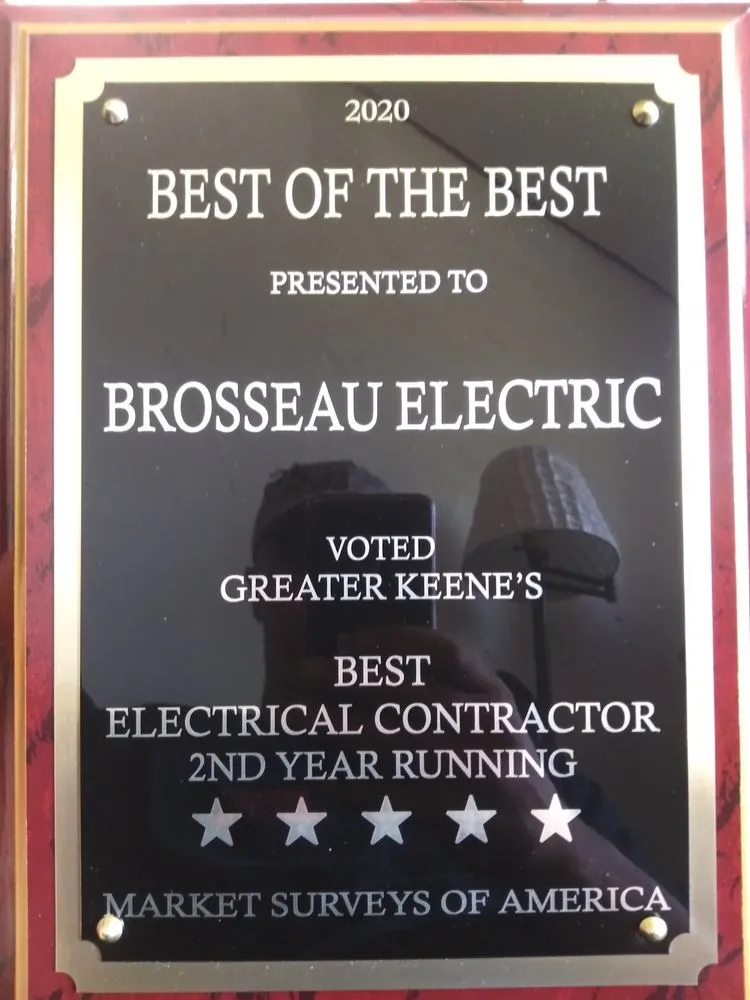 2020
BEST OF THE BEST
PRESENTED TO
BROSSEAU ELECTRIC
VOTED
GREATER KEENE'S
BEST
ELECTRICAL CONTRACTOR
2ND YEAR RUNNING
MARKET SURVEYS OF AMERICA